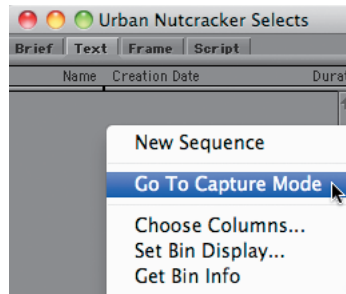 Urban Nutcracker Selects
Brief Text Frame Script
Name Creation Date
New Sequence
Go To Capture Mode
Choose Columns...
Set Bin Display...
Get Bin Info